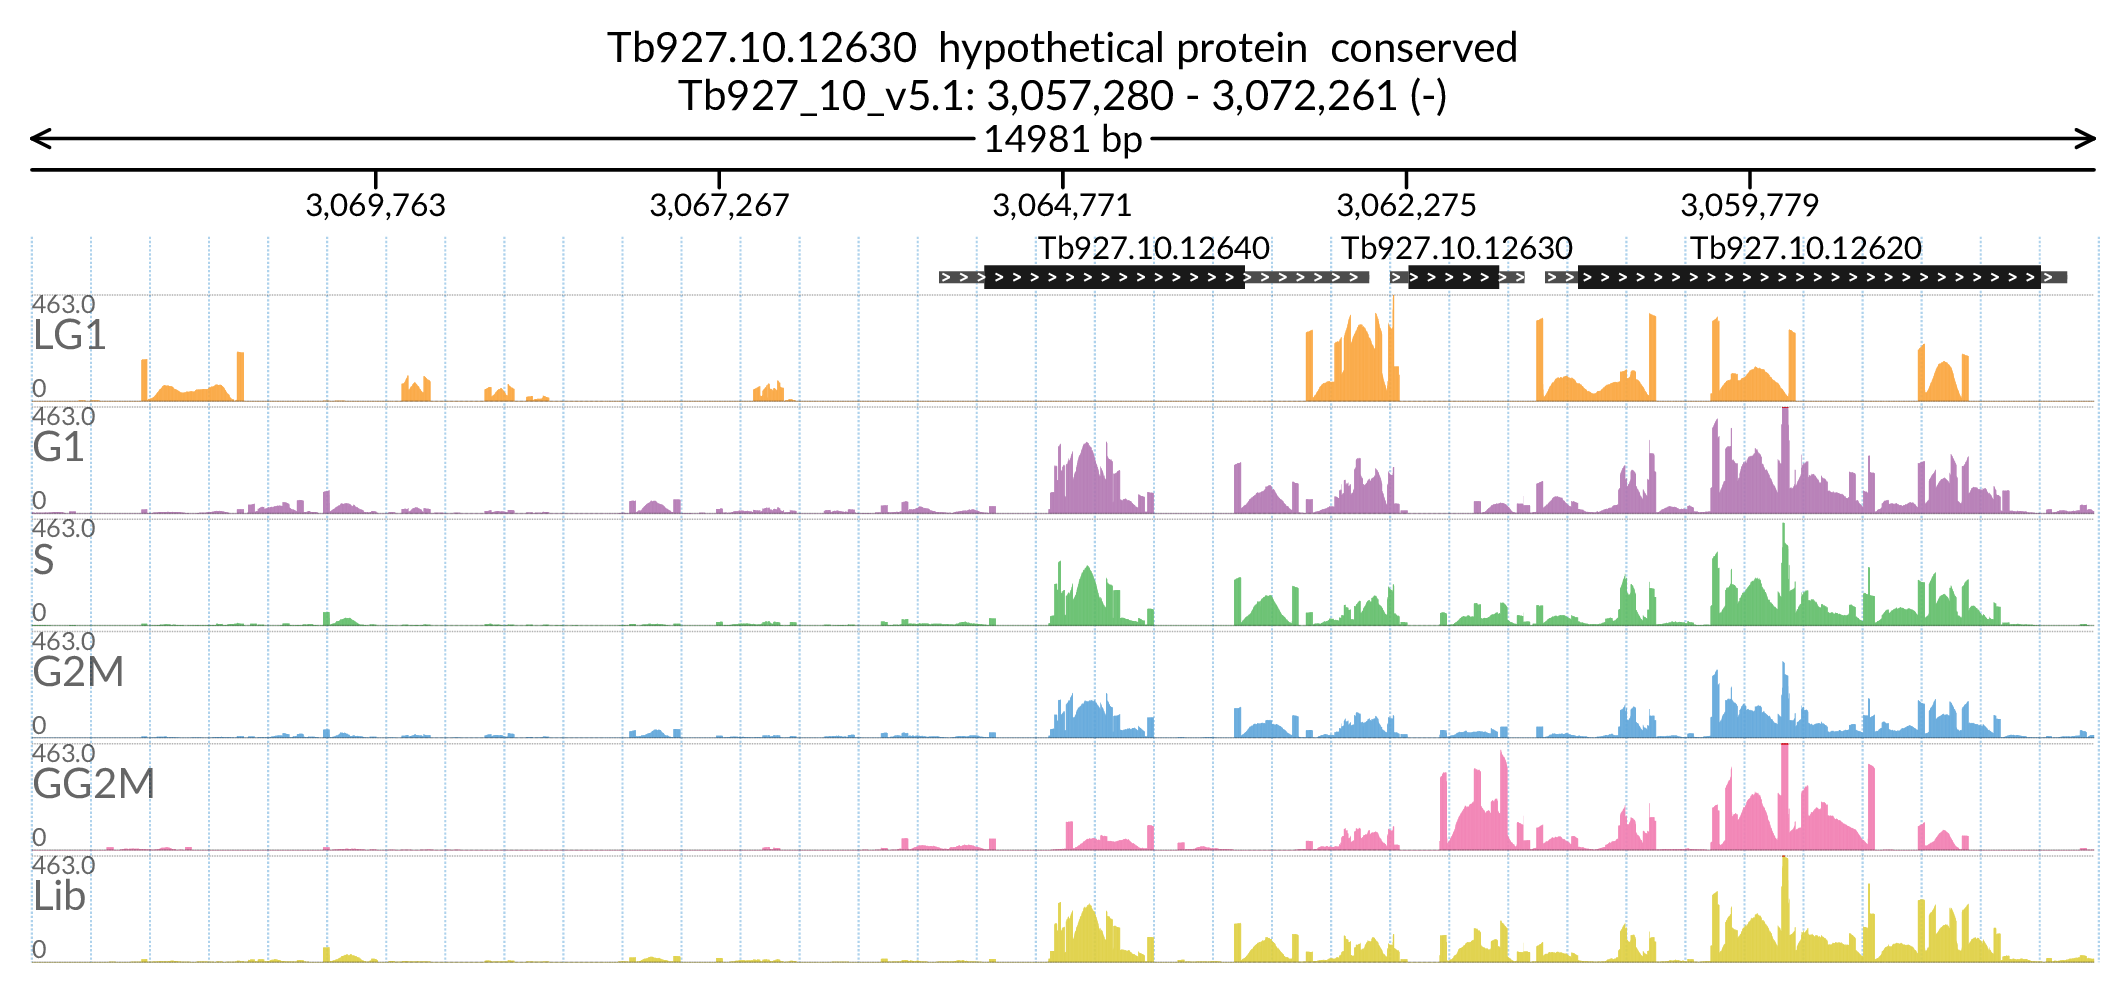 Tb927.10.12630 hypothetical protein conserved
Tb927_10_v5.1: 3,057,280 - 3,072,261 (-)
14981 bp
3,069,763 3,067,267 3,064,771 3,062,275 3,059,779
Tb927.10.12640 Tb927.10.12630 Tb927.10.12620
463.0
LG1
0
463.0
G1
0
463.0
S
0
463.0
G2M
0
463.0
GG2M
0
463.0
Lib
0